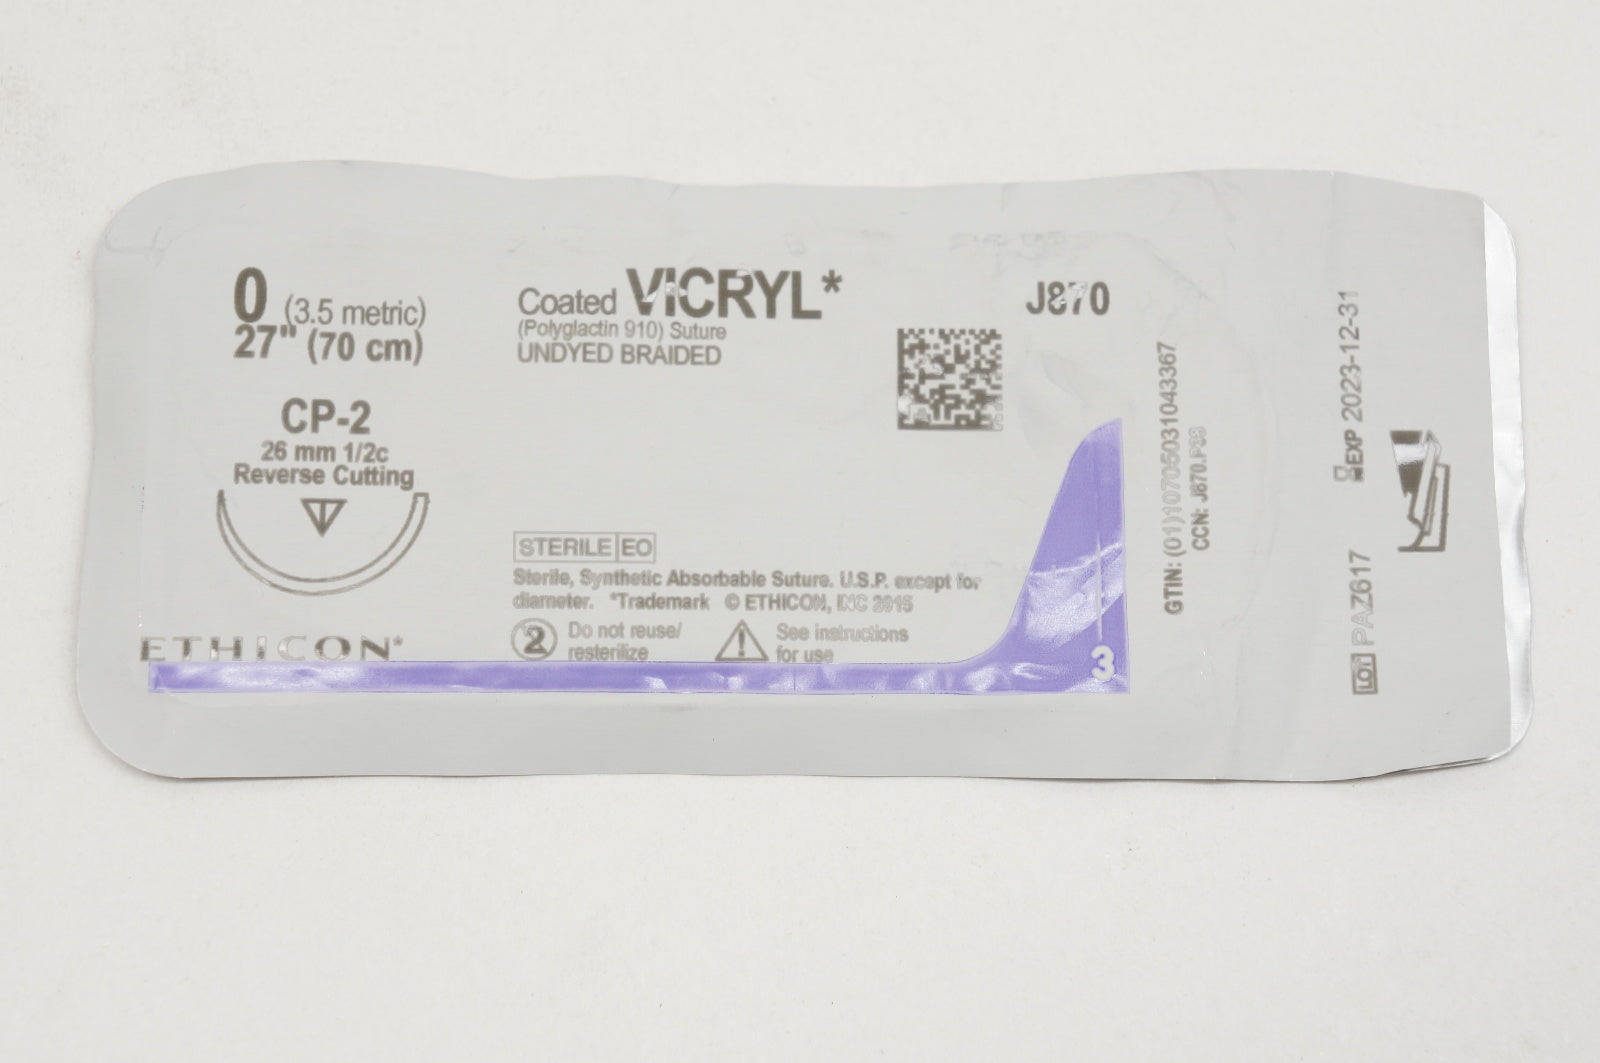 0 (3.5 metric)
27" (70 cm)
CP-2
26 mm 1/2c
Reverse Cutting
ETHICON*
Coated VICRYL*
(Polyglactin 910) Suture
UNDYED BRAIDED
STERILE EO
Sterile, Synthetic Absorbable Suture. U.S.P. except for
diameter. *Trademark © ETHICON, INC 2015
2 Do not reuse/
resterilize
See instructions
for use
J870
3
GTIN: (01)10705031043367
CCN: J870.P33
EXP 2023-12-31
LOT PAZ617